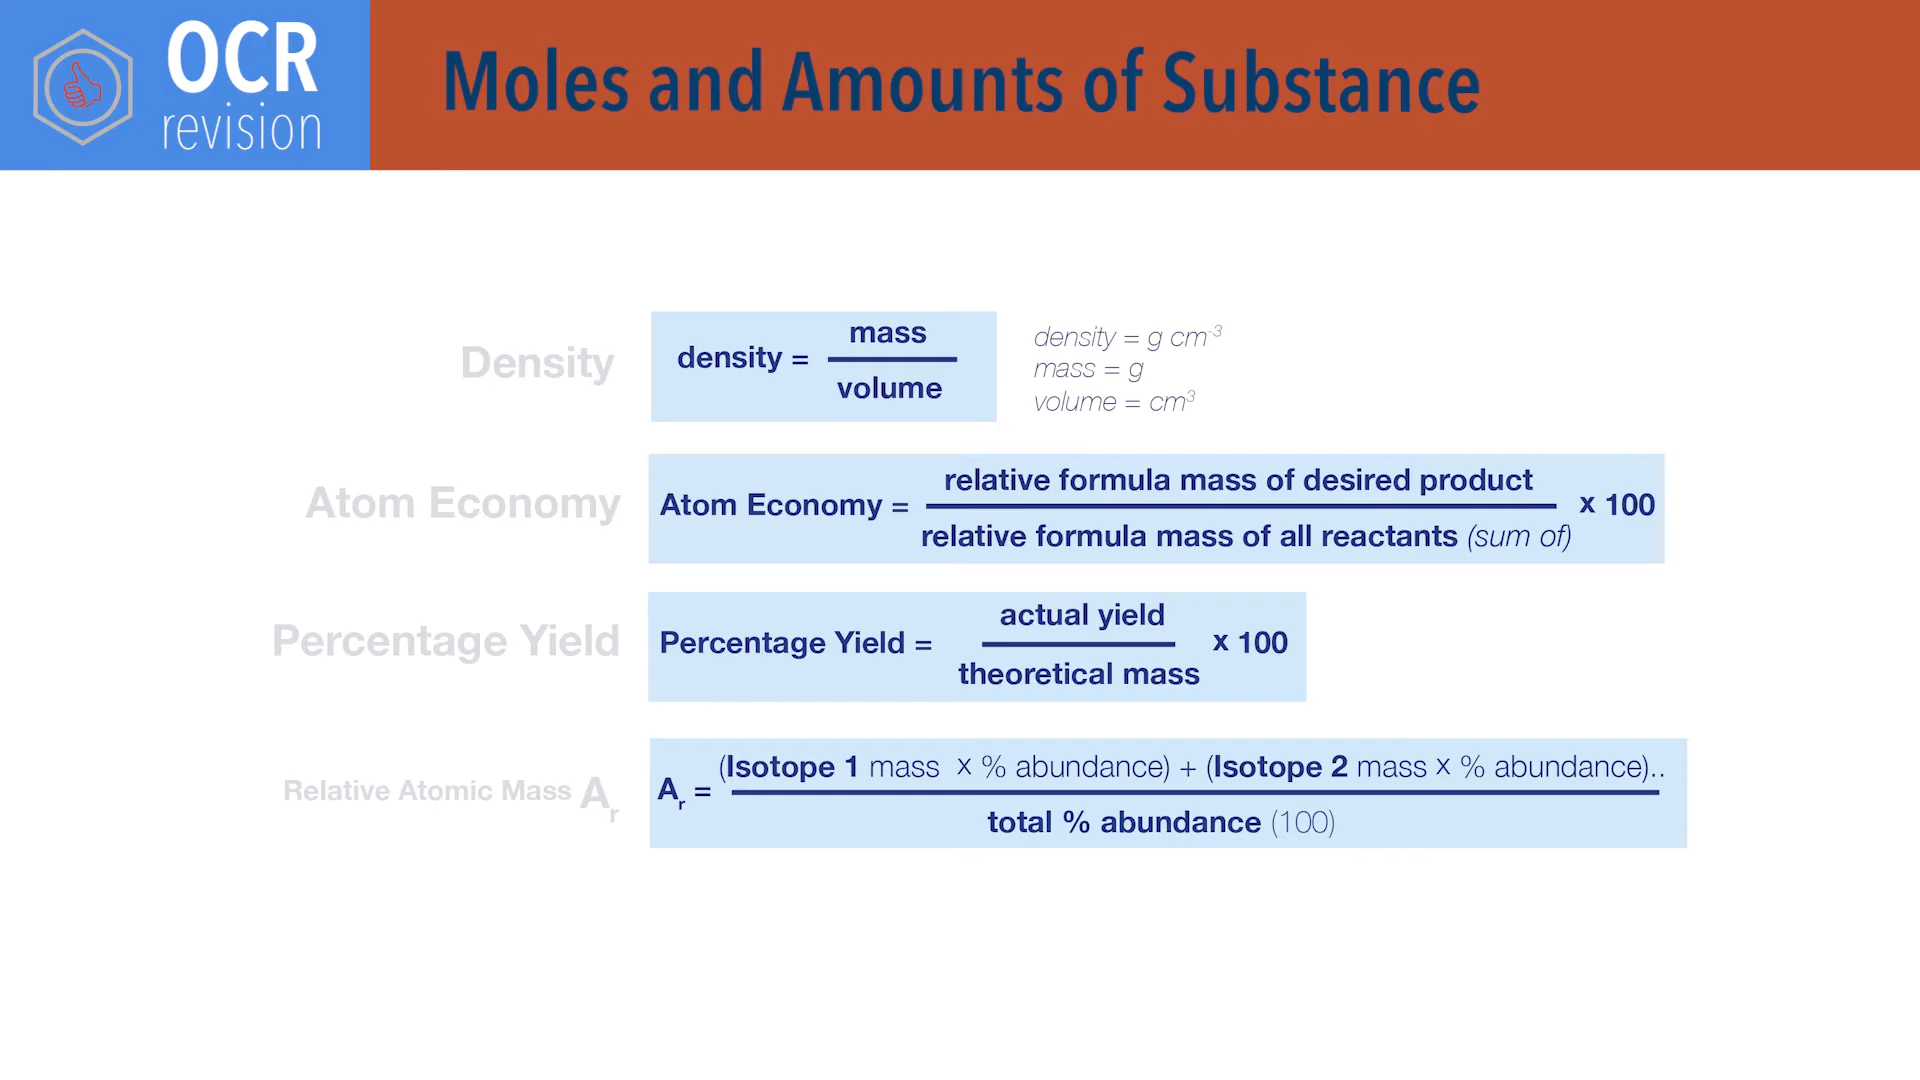 OCR
revision
Moles and Amounts of Substance
Density
density = mass
volume
density = g cm⁻³
mass = g
volume = cm³
Atom Economy
Atom Economy = relative formula mass of desired product x 100
relative formula mass of all reactants (sum of)
Percentage Yield
Percentage Yield = actual yield x 100
theoretical mass
Relative Atomic Mass Aᵣ
Aᵣ = (Isotope 1 mass x % abundance) + (Isotope 2 mass x % abundance)..
total % abundance (100)